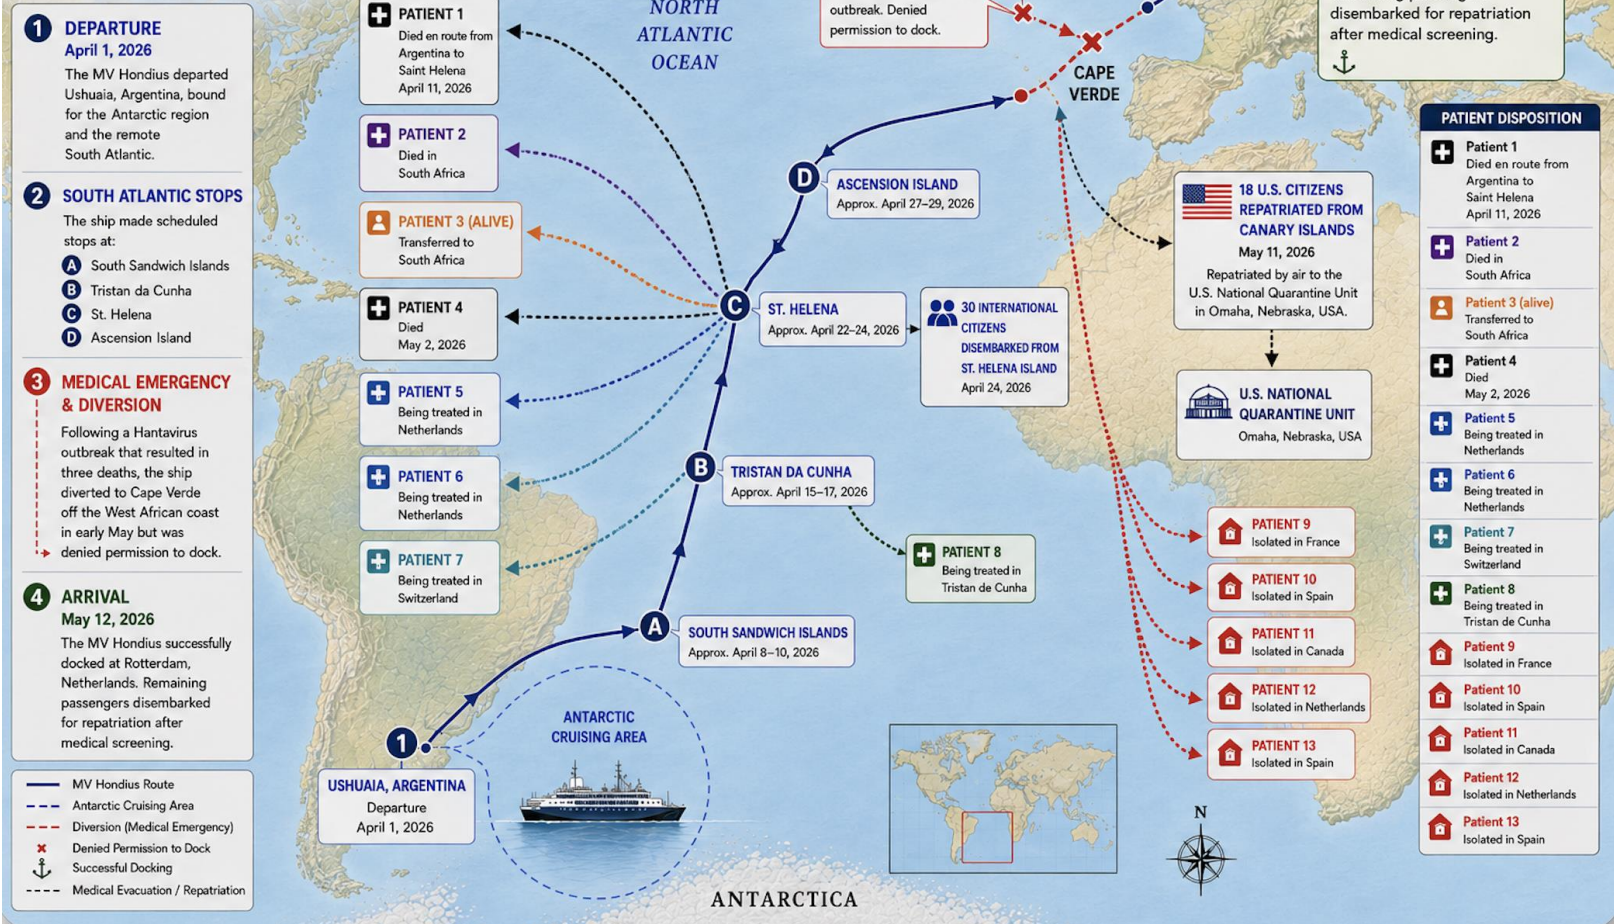 1 DEPARTURE
April 1, 2026
The MV Hondius departed
Ushuaia, Argentina, bound
for the Antarctic region
and the remote
South Atlantic.
2 SOUTH ATLANTIC STOPS
The ship made scheduled
stops at:
A South Sandwich Islands
B Tristan da Cunha
C St. Helena
D Ascension Island
3 MEDICAL EMERGENCY
& DIVERSION
Following a Hantavirus
outbreak that resulted in
three deaths, the ship
diverted to Cape Verde
off the West African coast
in early May but was
denied permission to dock.
4 ARRIVAL
May 12, 2026
The MV Hondius successfully
docked at Rotterdam,
Netherlands. Remaining
passengers disembarked
for repatriation after
medical screening.
MV Hondius Route
Antarctic Cruising Area
Diversion (Medical Emergency)
Denied Permission to Dock
Successful Docking
Medical Evacuation / Repatriation
PATIENT 1
Died en route from
Argentina to
Saint Helena
April 11, 2026
PATIENT 2
Died in
South Africa
PATIENT 3 (ALIVE)
Transferred to
South Africa
PATIENT 4
Died
May 2, 2026
PATIENT 5
Being treated in
Netherlands
PATIENT 6
Being treated in
Netherlands
PATIENT 7
Being treated in
Switzerland
1
USHUAIA, ARGENTINA
Departure
April 1, 2026
NORTH
ATLANTIC
OCEAN
outbreak. Denied
permission to dock.
CAPE
VERDE
D
ASCENSION ISLAND
Approx. April 27–29, 2026
C
ST. HELENA
Approx. April 22–24, 2026
30 INTERNATIONAL
CITIZENS
DISEMBARKED FROM
ST. HELENA ISLAND
April 24, 2026
B
TRISTAN DA CUNHA
Approx. April 15–17, 2026
PATIENT 8
Being treated in
Tristan de Cunha
A
SOUTH SANDWICH ISLANDS
Approx. April 8–10, 2026
ANTARCTIC
CRUISING AREA
ANTARCTICA
disembarked for repatriation
after medical screening.
18 U.S. CITIZENS
REPATRIATED FROM
CANARY ISLANDS
May 11, 2026
Repatriated by air to the
U.S. National Quarantine Unit
in Omaha, Nebraska, USA.
U.S. NATIONAL
QUARANTINE UNIT
Omaha, Nebraska, USA
PATIENT 9
Isolated in France
PATIENT 10
Isolated in Spain
PATIENT 11
Isolated in Canada
PATIENT 12
Isolated in Netherlands
PATIENT 13
Isolated in Spain
N
PATIENT DISPOSITION
Patient 1
Died en route from
Argentina to
Saint Helena
April 11, 2026
Patient 2
Died in
South Africa
Patient 3 (alive)
Transferred to
South Africa
Patient 4
Died
May 2, 2026
Patient 5
Being treated in
Netherlands
Patient 6
Being treated in
Netherlands
Patient 7
Being treated in
Switzerland
Patient 8
Being treated in
Tristan de Cunha
Patient 9
Isolated in France
Patient 10
Isolated in Spain
Patient 11
Isolated in Canada
Patient 12
Isolated in Netherlands
Patient 13
Isolated in Spain